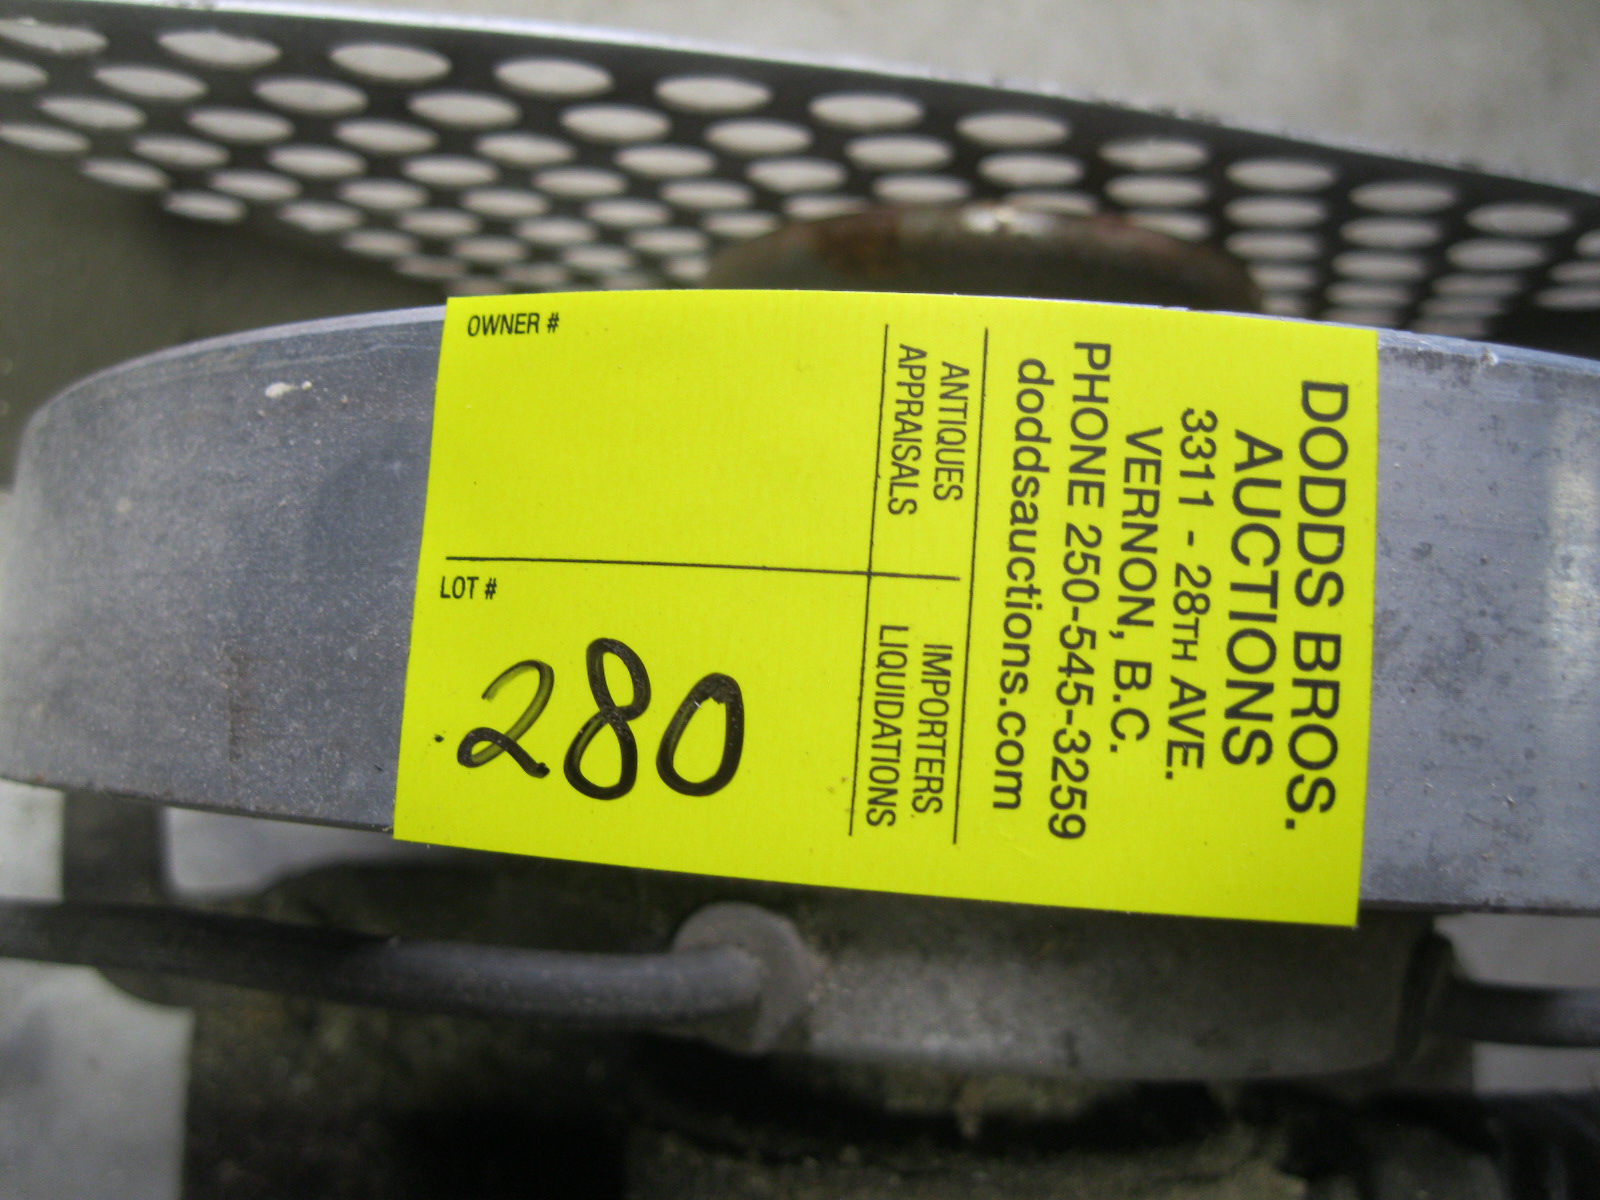 DODDS BROS.
AUCTIONS
3311 - 28TH AVE.
VERNON, B.C.
PHONE 250-545-3259
doddsauctions.com
ANTIQUES
APPRAISALS
IMPORTERS
LIQUIDATIONS
OWNER #
LOT #
280